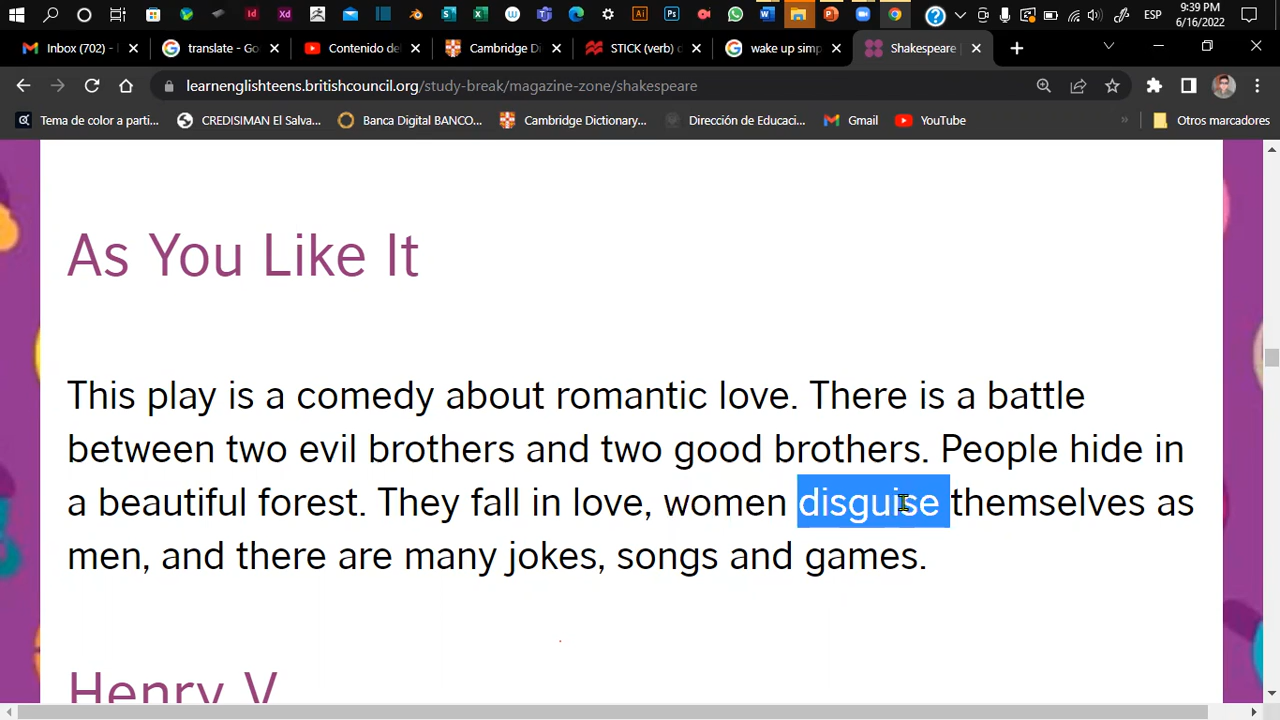 9:39 PM
ESP
6/16/2022
Inbox (702) -
translate - Go
Contenido del
Cambridge Di
STICK (verb) d
wake up simp
Shakespeare
learnenglishteens.britishcouncil.org/study-break/magazine-zone/shakespeare
Tema de color a parti...
CREDISIMAN El Salva...
Banca Digital BANCO...
Cambridge Dictionary...
Dirección de Educaci...
Gmail
YouTube
»
Otros marcadores
As You Like It
This play is a comedy about romantic love. There is a battle
between two evil brothers and two good brothers. People hide in
a beautiful forest. They fall in love, women disguise themselves as
men, and there are many jokes, songs and games.
Henry V